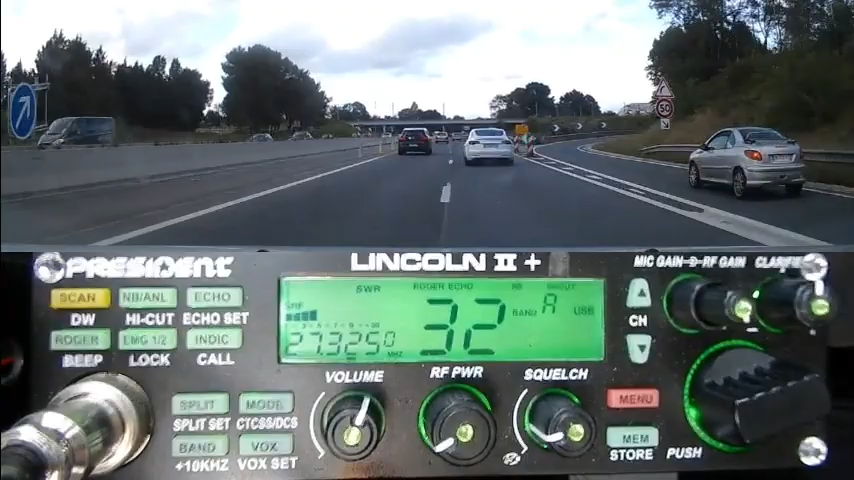 50
PRESIDENT
LINCOLN II +
MIC GAIN RF GAIN CLARIFIER
SCAN NB/ANL ECHO
DW HI-CUT ECHO SET
ROGER EMG 1/2 INDIC
BEEP LOCK CALL
SPLIT MODE
SPLIT SET CTCSS/DCS
BAND VOX
+10KHZ VOX SET
SWR ROGER ECHO
32
BAND A USB
27.3250 MHZ
CH
VOLUME RF PWR SQUELCH
MENU
MEM
STORE PUSH